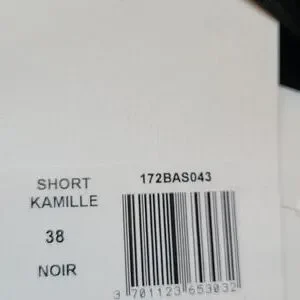 SHORT
KAMILLE
38
NOIR
172BAS043
3 701123 653032